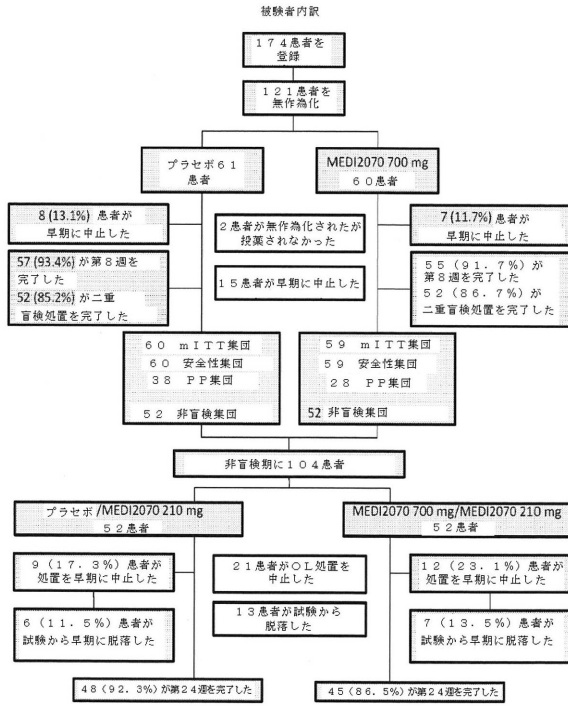 被験者内訳
１７４患者を
登録
１２１患者を
無作為化
プラセボ６１
患者
MEDI2070 700 mg
６０患者
8 (13.1%) 患者が
早期に中止した
２患者が無作為化されたが
投薬されなかった
7 (11.7%) 患者が
早期に中止した
57 (93.4%) が第８週を
完了した
52 (85.2%) が二重
盲検処置を完了した
１５患者が早期に中止した
５５（９１．７％）が
第８週を完了した
５２（８６．７％）が
二重盲検処置を完了した
６０ ｍＩＴＴ集団
６０ 安全性集団
３８ ＰＰ集団
５２ 非盲検集団
５９ ｍＩＴＴ集団
５９ 安全性集団
２８ ＰＰ集団
52 非盲検集団
非盲検期に１０４患者
プラセボ/MEDI2070 210 mg
５２患者
MEDI2070 700 mg/MEDI2070 210 mg
５２患者
９（１７．３％）患者が
処置を早期に中止した
２１患者がＯＬ処置を
中止した
１２（２３．１％）患者が
処置を早期に中止した
６（１１．５％）患者が
試験から早期に脱落した
１３患者が試験から
脱落した
７（１３．５％）患者が
試験から早期に脱落した
48 (92.3%) が第24週を完了した
45 (86.5%) が第24週を完了した